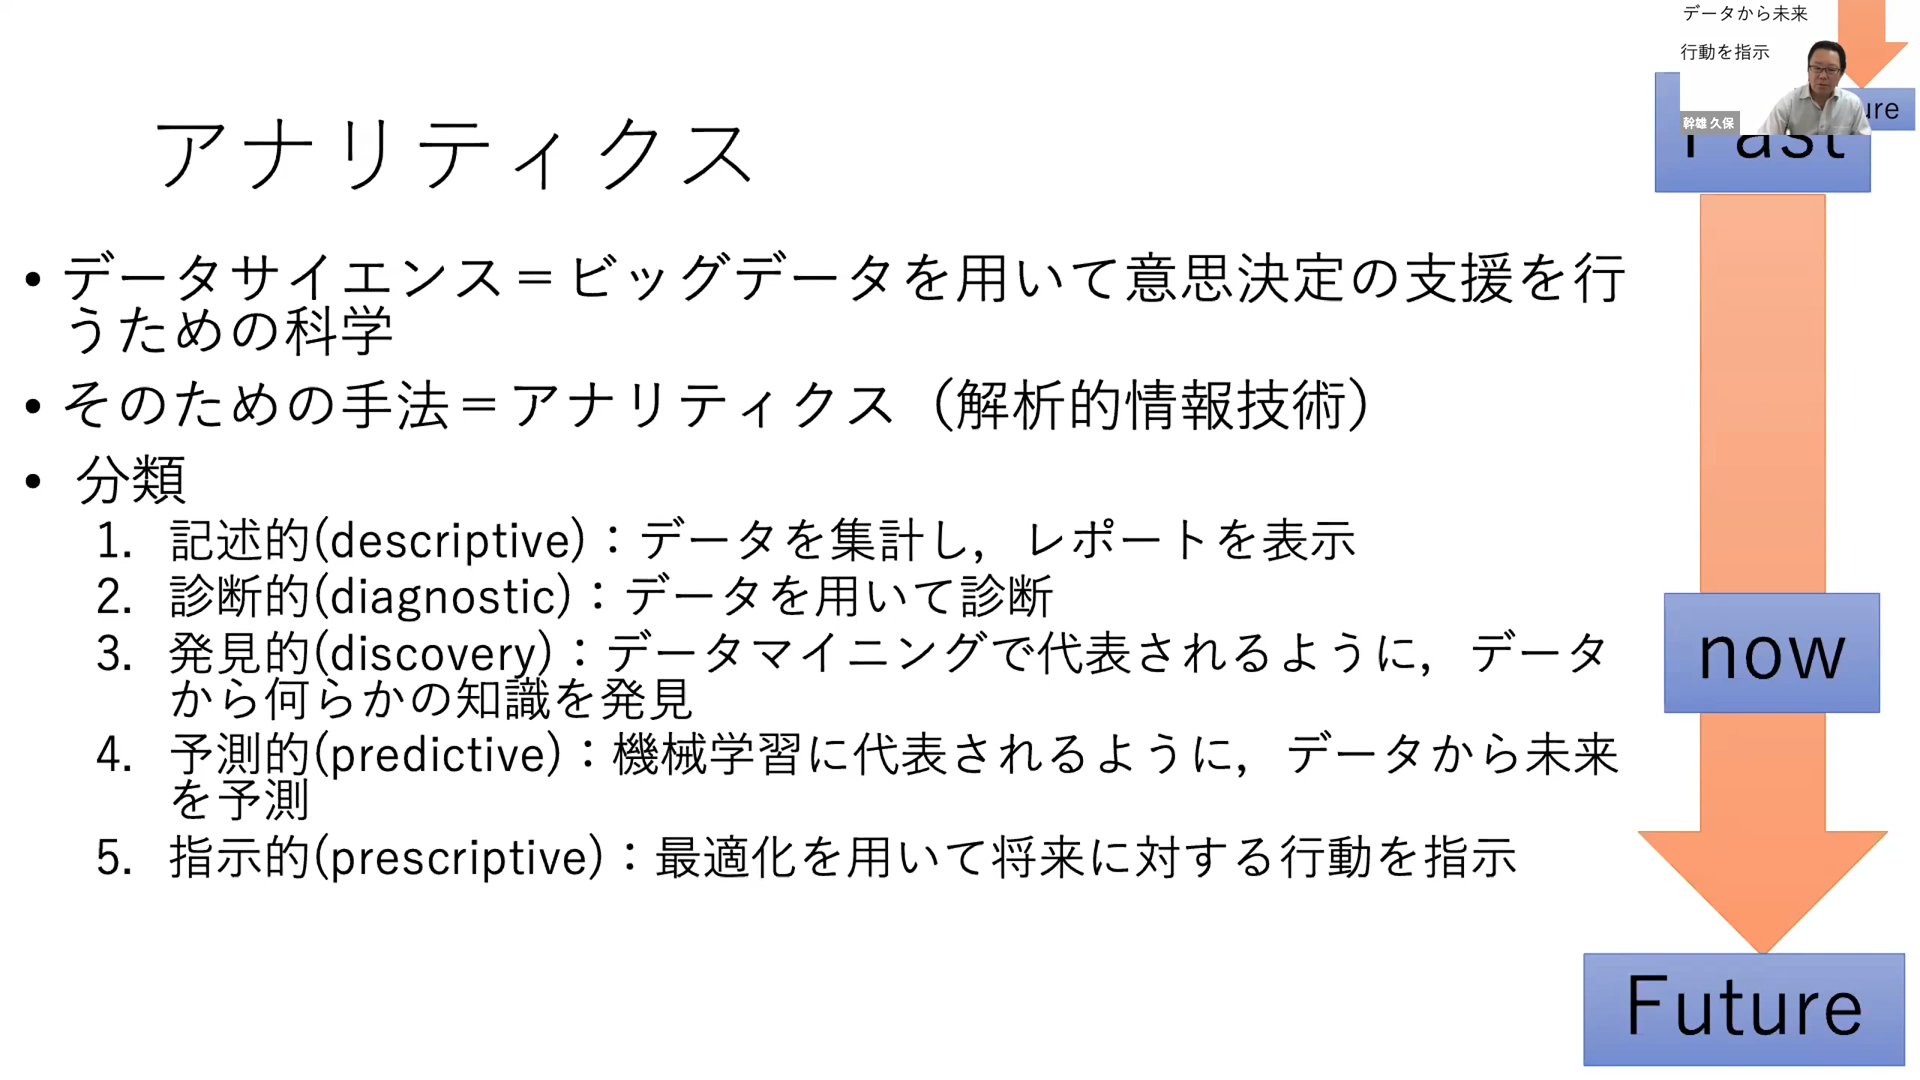 データから未来
行動を指示
ure
幹雄 久保
Past
アナリティクス
• データサイエンス＝ビッグデータを用いて意思決定の支援を行
うための科学
• そのための手法＝アナリティクス（解析的情報技術）
• 分類
1. 記述的(descriptive)：データを集計し，レポートを表示
2. 診断的(diagnostic)：データを用いて診断
3. 発見的(discovery)：データマイニングで代表されるように，データ
から何らかの知識を発見
4. 予測的(predictive)：機械学習に代表されるように，データから未来
を予測
5. 指示的(prescriptive)：最適化を用いて将来に対する行動を指示
now
Future